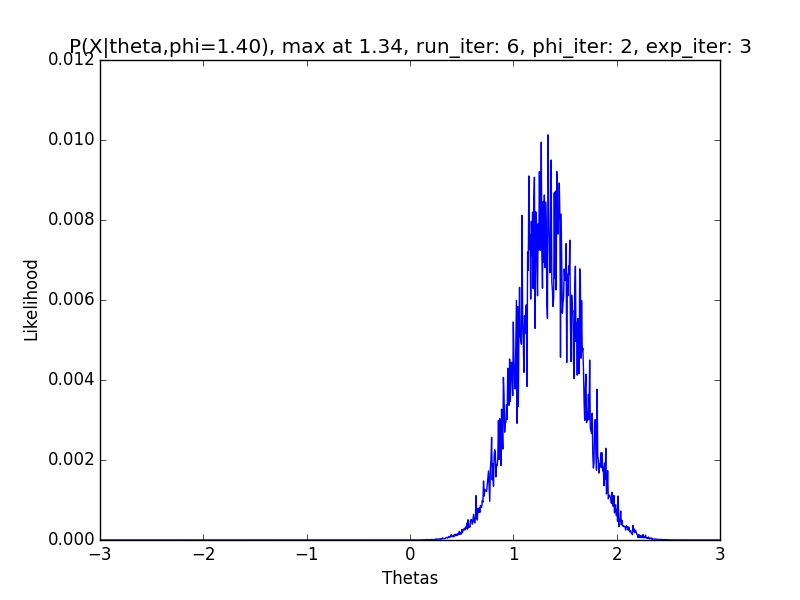 P(X|theta,phi=1.40), max at 1.34, run_iter: 6, phi_iter: 2, exp_iter: 3
0.012
0.010
0.008
0.006
0.004
0.002
0.000
Likelihood
−3 −2 −1 0 1 2 3
Thetas